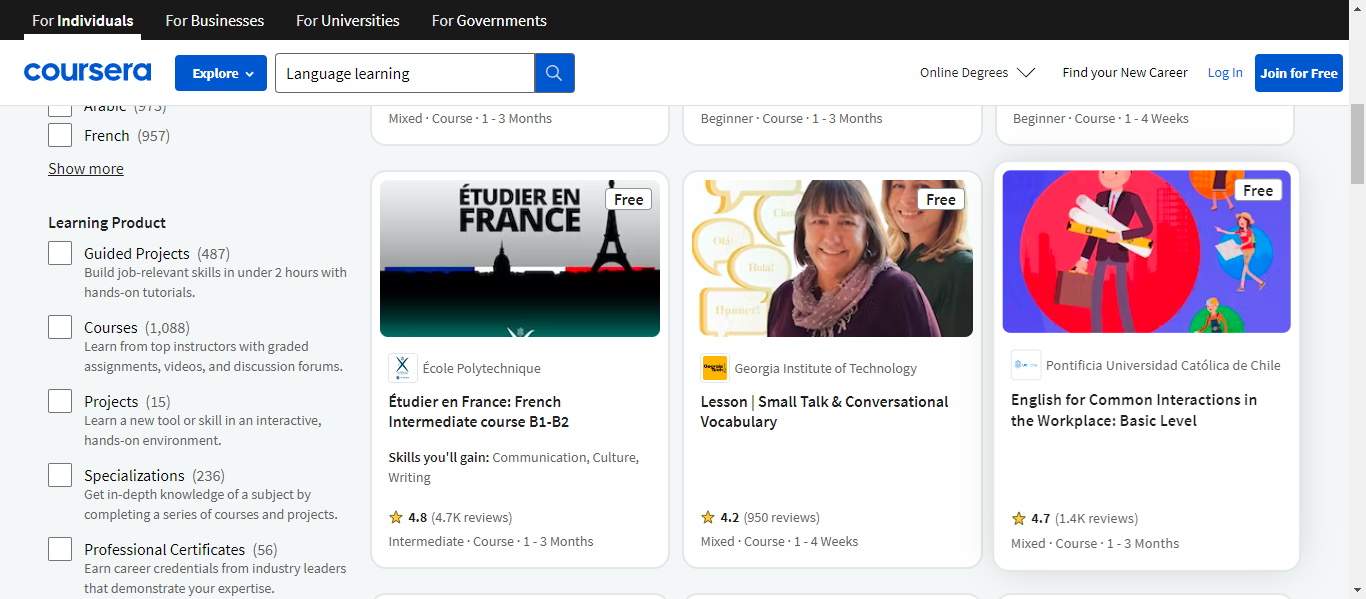 For Individuals
For Businesses
For Universities
For Governments
coursera
Explore
Language learning
Online Degrees
Find your New Career
Log In
Join for Free
Arabic (973)
French (957)
Show more
Learning Product
Guided Projects (487)
Build job-relevant skills in under 2 hours with
hands-on tutorials.
Courses (1,088)
Learn from top instructors with graded
assignments, videos, and discussion forums.
Projects (15)
Learn a new tool or skill in an interactive,
hands-on environment.
Specializations (236)
Get in-depth knowledge of a subject by
completing a series of courses and projects.
Professional Certificates (56)
Earn career credentials from industry leaders
that demonstrate your expertise.
Mixed · Course · 1 - 3 Months
Beginner · Course · 1 - 3 Months
Beginner · Course · 1 - 4 Weeks
ÉTUDIER EN
FRANCE
Free
École Polytechnique
Étudier en France: French
Intermediate course B1-B2
Skills you'll gain: Communication, Culture,
Writing
4.8 (4.7K reviews)
Intermediate · Course · 1 - 3 Months
Free
Olá!
Hola!
Привет!
Georgia Institute of Technology
Lesson | Small Talk & Conversational
Vocabulary
4.2 (950 reviews)
Mixed · Course · 1 - 4 Weeks
Free
Pontificia Universidad Católica de Chile
English for Common Interactions in
the Workplace: Basic Level
4.7 (1.4K reviews)
Mixed · Course · 1 - 3 Months